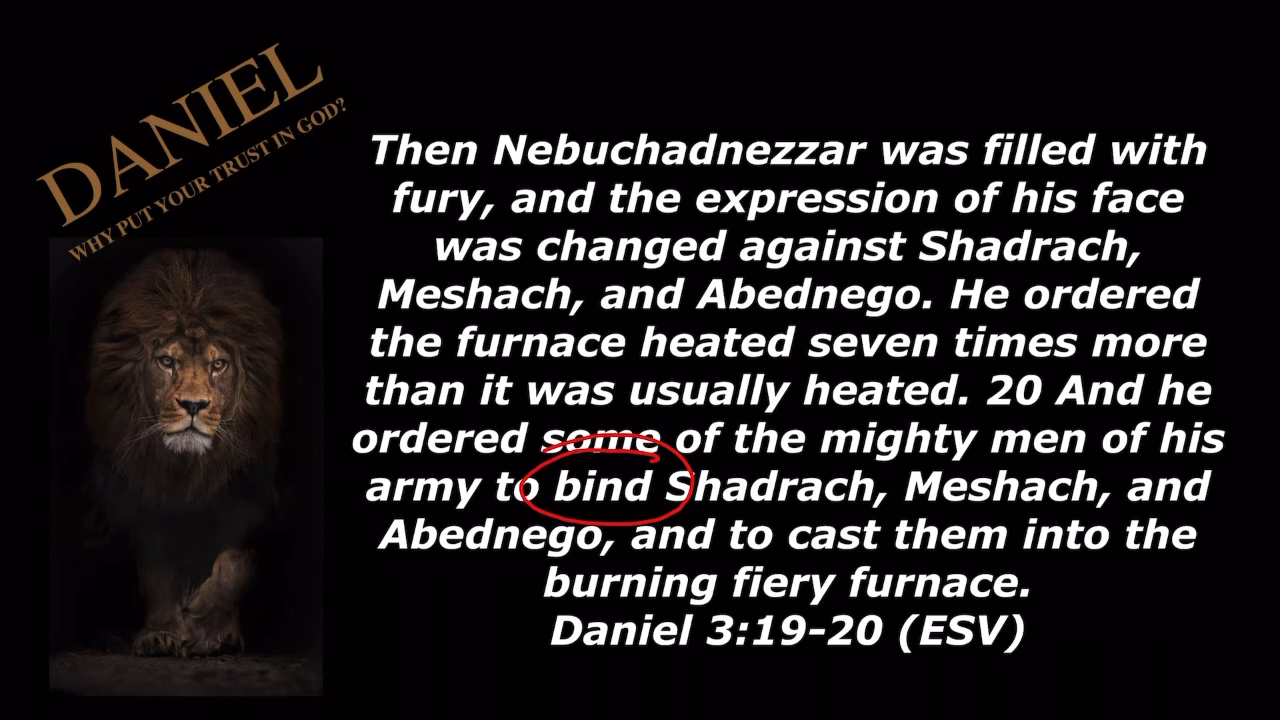 DANIEL
WHY PUT YOUR TRUST IN GOD?
Then Nebuchadnezzar was filled with
fury, and the expression of his face
was changed against Shadrach,
Meshach, and Abednego. He ordered
the furnace heated seven times more
than it was usually heated. 20 And he
ordered some of the mighty men of his
army to bind Shadrach, Meshach, and
Abednego, and to cast them into the
burning fiery furnace.
Daniel 3:19-20 (ESV)